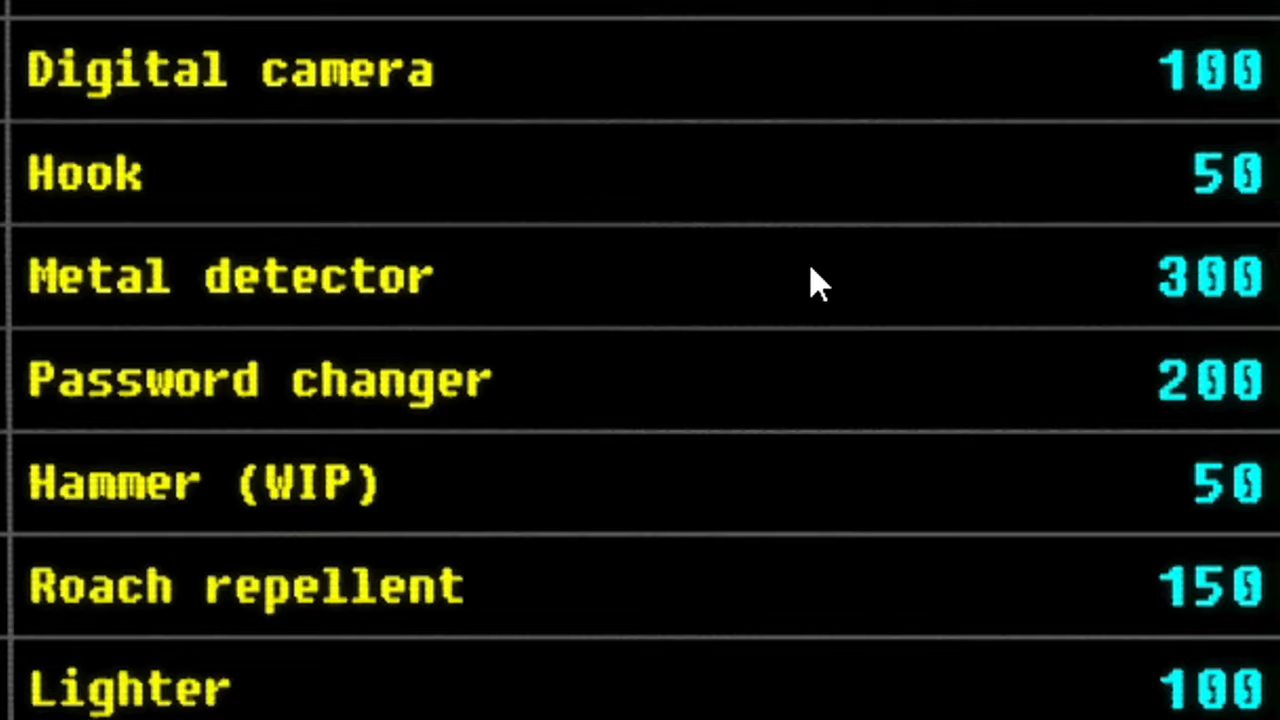 Digital camera 100
Hook 50
Metal detector 300
Password changer 200
Hammer (WIP) 50
Roach repellent 150
Lighter 100